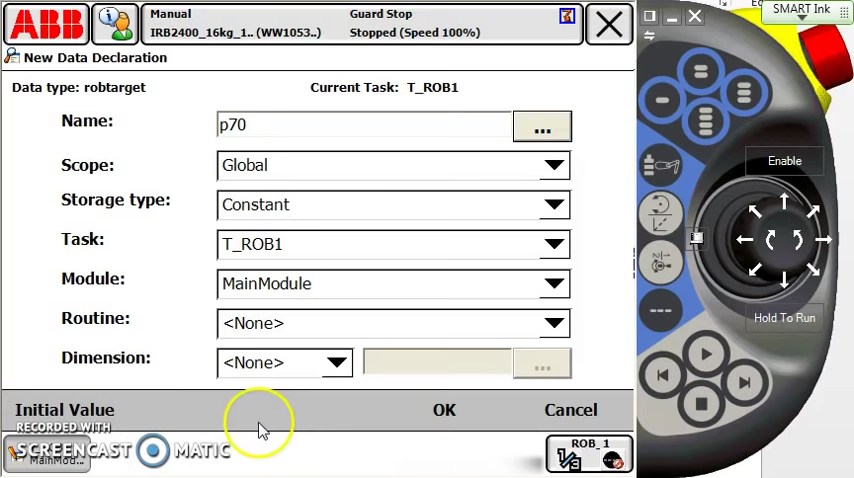 SMART Ink
ABB
Manual
Guard Stop
IRB2400_16kg_1.. (WW1053..)
Stopped (Speed 100%)
New Data Declaration
Data type: robtarget
Current Task: T_ROB1
Name:
p70
...
Scope:
Global
Storage type:
Constant
Task:
T_ROB1
Module:
MainModule
Routine:
<None>
Dimension:
<None>
...
Initial Value
OK
Cancel
RECORDED WITH
SCREENCAST MATIC
MainMod...
ROB_1
1/3
Enable
Hold To Run